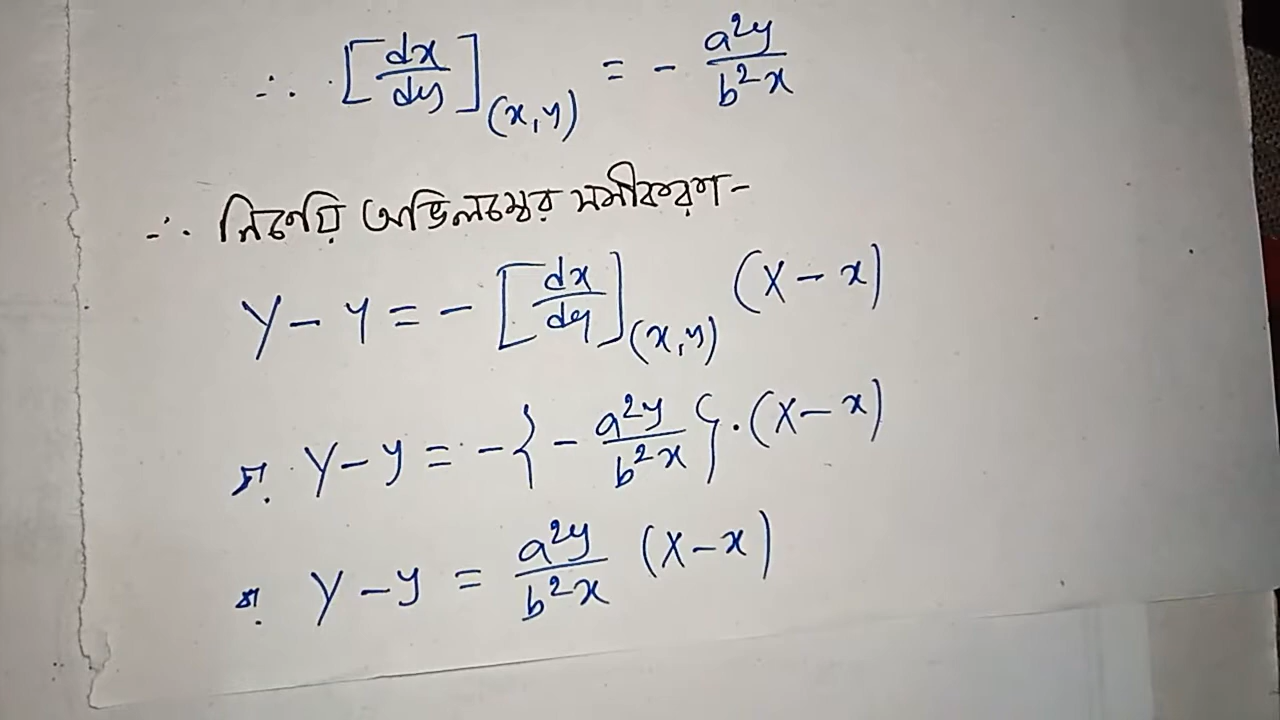 ∴ [dx/dy](x,y) = - a²y/b²x
∴ নির্ণেয় অভিলম্বের সমীকরণ-
Y - y = - [dx/dy](x,y) (X - x)
বা, Y - y = - { - a²y/b²x } . (X - x)
বা, Y - y = a²y/b²x (X - x)